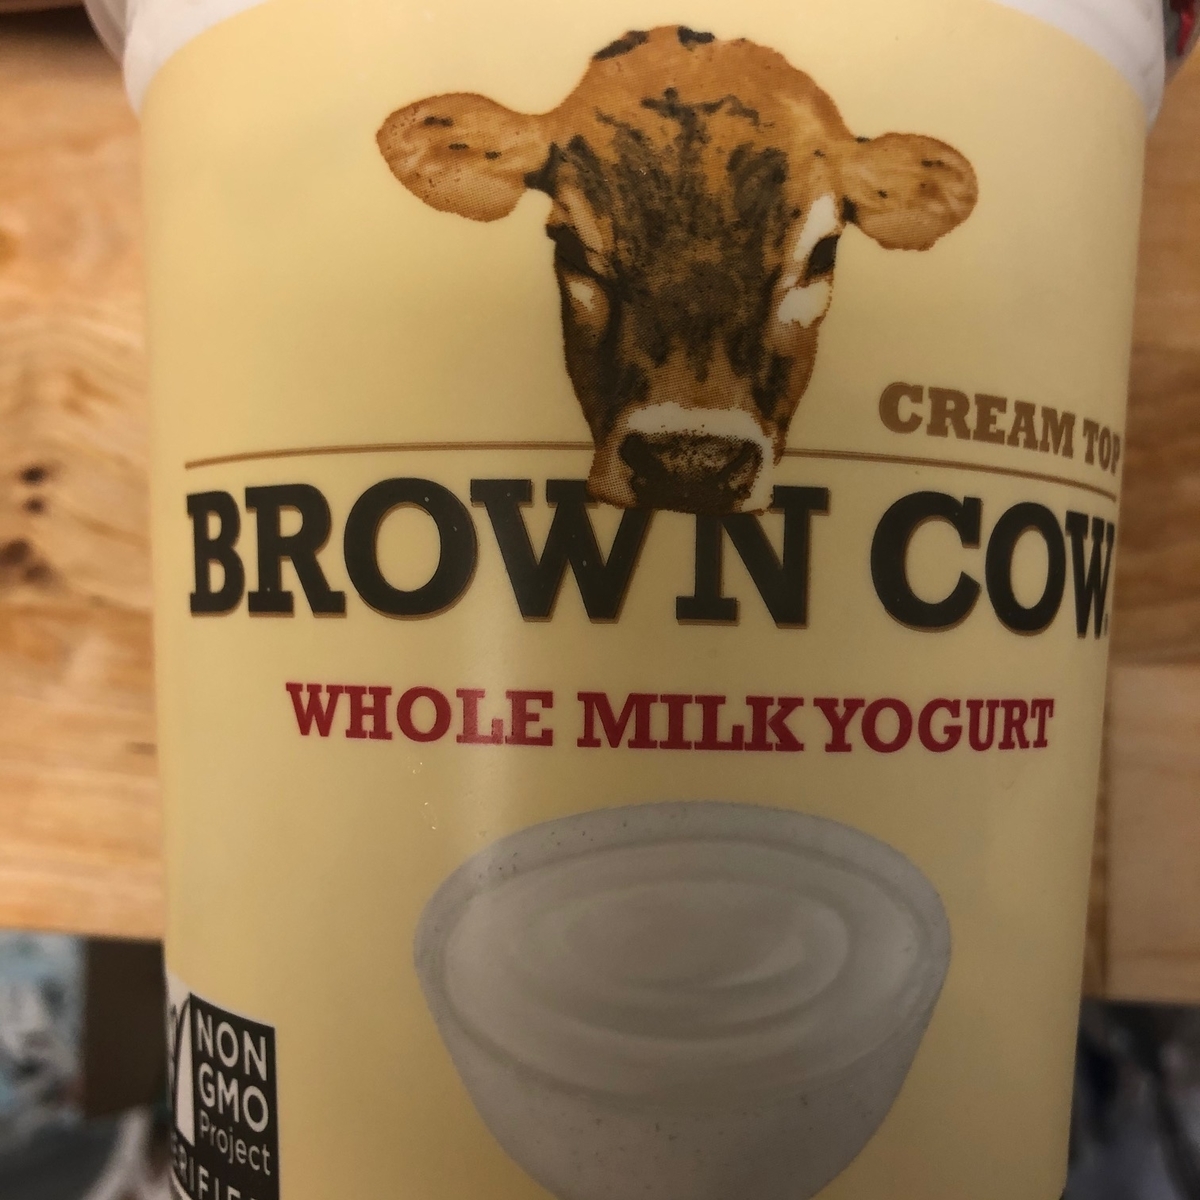 CREAM TOP
BROWN COW.
WHOLE MILK YOGURT
NON
GMO
Project